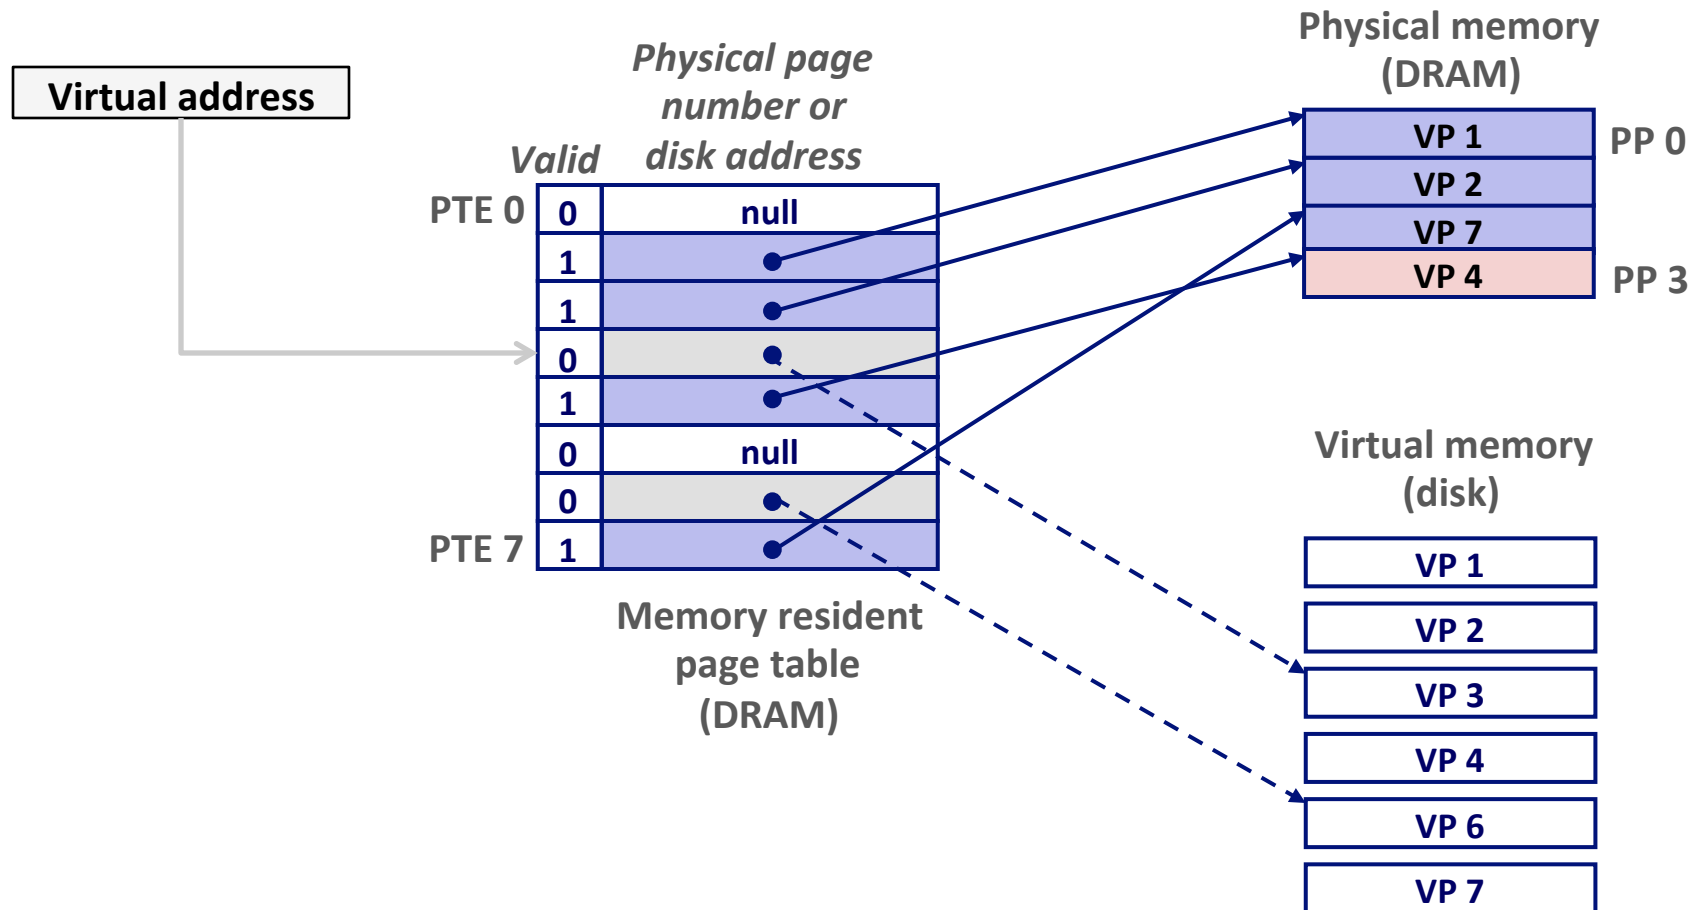 Virtual address
Physical page
number or
disk address
Valid
PTE 0
0
null
1
1
0
1
0
null
0
PTE 7
1
Memory resident
page table
(DRAM)
Physical memory
(DRAM)
VP 1
PP 0
VP 2
VP 7
VP 4
PP 3
Virtual memory
(disk)
VP 1
VP 2
VP 3
VP 4
VP 6
VP 7